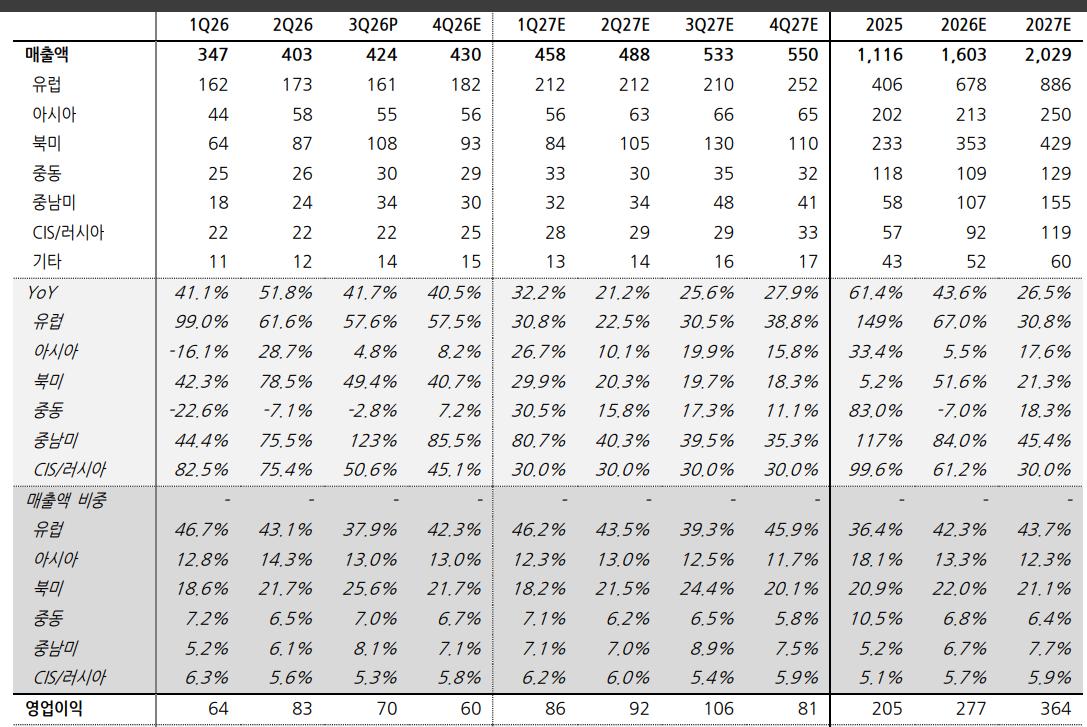 1Q26 2Q26 3Q26P 4Q26E 1Q27E 2Q27E 3Q27E 4Q27E 2025 2026E 2027E
매출액 347 403 424 430 458 488 533 550 1,116 1,603 2,029
유럽 162 173 161 182 212 212 210 252 406 678 886
아시아 44 58 55 56 56 63 66 65 202 213 250
북미 64 87 108 93 84 105 130 110 233 353 429
중동 25 26 30 29 33 30 35 32 118 109 129
중남미 18 24 34 30 32 34 48 41 58 107 155
CIS/러시아 22 22 22 25 28 29 29 33 57 92 119
기타 11 12 14 15 13 14 16 17 43 52 60
YoY 41.1% 51.8% 41.7% 40.5% 32.2% 21.2% 25.6% 27.9% 61.4% 43.6% 26.5%
유럽 99.0% 61.6% 57.6% 57.5% 30.8% 22.5% 30.5% 38.8% 149% 67.0% 30.8%
아시아 -16.1% 28.7% 4.8% 8.2% 26.7% 10.1% 19.9% 15.8% 33.4% 5.5% 17.6%
북미 42.3% 78.5% 49.4% 40.7% 29.9% 20.3% 19.7% 18.3% 5.2% 51.6% 21.3%
중동 -22.6% -7.1% -2.8% 7.2% 30.5% 15.8% 17.3% 11.1% 83.0% -7.0% 18.3%
중남미 44.4% 75.5% 123% 85.5% 80.7% 40.3% 39.5% 35.3% 117% 84.0% 45.4%
CIS/러시아 82.5% 75.4% 50.6% 45.1% 30.0% 30.0% 30.0% 30.0% 99.6% 61.2% 30.0%
매출액 비중 - - - - - - - - - - -
유럽 46.7% 43.1% 37.9% 42.3% 46.2% 43.5% 39.3% 45.9% 36.4% 42.3% 43.7%
아시아 12.8% 14.3% 13.0% 13.0% 12.3% 13.0% 12.5% 11.7% 18.1% 13.3% 12.3%
북미 18.6% 21.7% 25.6% 21.7% 18.2% 21.5% 24.4% 20.1% 20.9% 22.0% 21.1%
중동 7.2% 6.5% 7.0% 6.7% 7.1% 6.2% 6.5% 5.8% 10.5% 6.8% 6.4%
중남미 5.2% 6.1% 8.1% 7.1% 7.1% 7.0% 8.9% 7.5% 5.2% 6.7% 7.7%
CIS/러시아 6.3% 5.6% 5.3% 5.8% 6.2% 6.0% 5.4% 5.9% 5.1% 5.7% 5.9%
영업이익 64 83 70 60 86 92 106 81 205 277 364